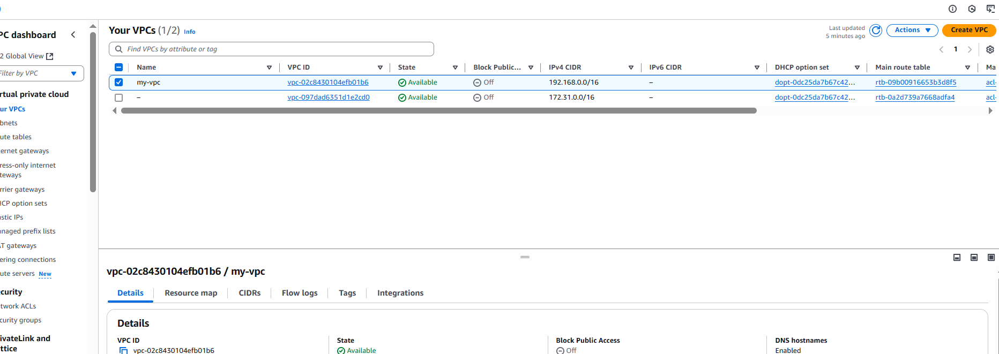 Your VPCs (1/2) Info
Last updated
5 minutes ago
Actions
Create VPC
Find VPCs by attribute or tag
1
Name VPC ID State Block Public... IPv4 CIDR IPv6 CIDR DHCP option set Main route table Ma
my-vpc vpc-02c8430104efb01b6 Available Off 192.168.0.0/16 – dopt-0dc25da7b67c42... rtb-09b00916653b3d8f5 acl-
– vpc-097dad6351d1e2cd0 Available Off 172.31.0.0/16 – dopt-0dc25da7b67c42... rtb-0a2d739a7668adfa4 acl-
PC dashboard
2 Global View
Filter by VPC
rtual private cloud
ur VPCs
bnets
ute tables
ternet gateways
ress-only internet
teways
rrier gateways
HCP option sets
astic IPs
anaged prefix lists
AT gateways
ering connections
ute servers New
curity
twork ACLs
curity groups
ivateLink and
ttice
vpc-02c8430104efb01b6 / my-vpc
Details Resource map CIDRs Flow logs Tags Integrations
Details
VPC ID State Block Public Access DNS hostnames
vpc-02c8430104efb01b6 Available Off Enabled